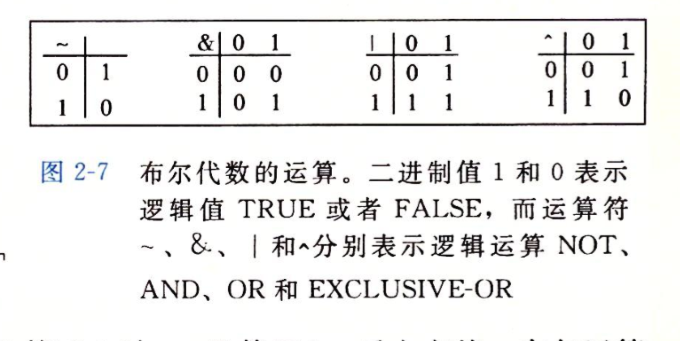 ~ & 0 1 | 0 1 ^ 0 1
0 1 0 0 0 0 0 1 0 0 1
1 0 1 0 1 1 1 1 1 1 0
图 2-7 布尔代数的运算。二进制值 1 和 0 表示
逻辑值 TRUE 或者 FALSE，而运算符
~、&、| 和^分别表示逻辑运算 NOT、
AND、OR 和 EXCLUSIVE-OR